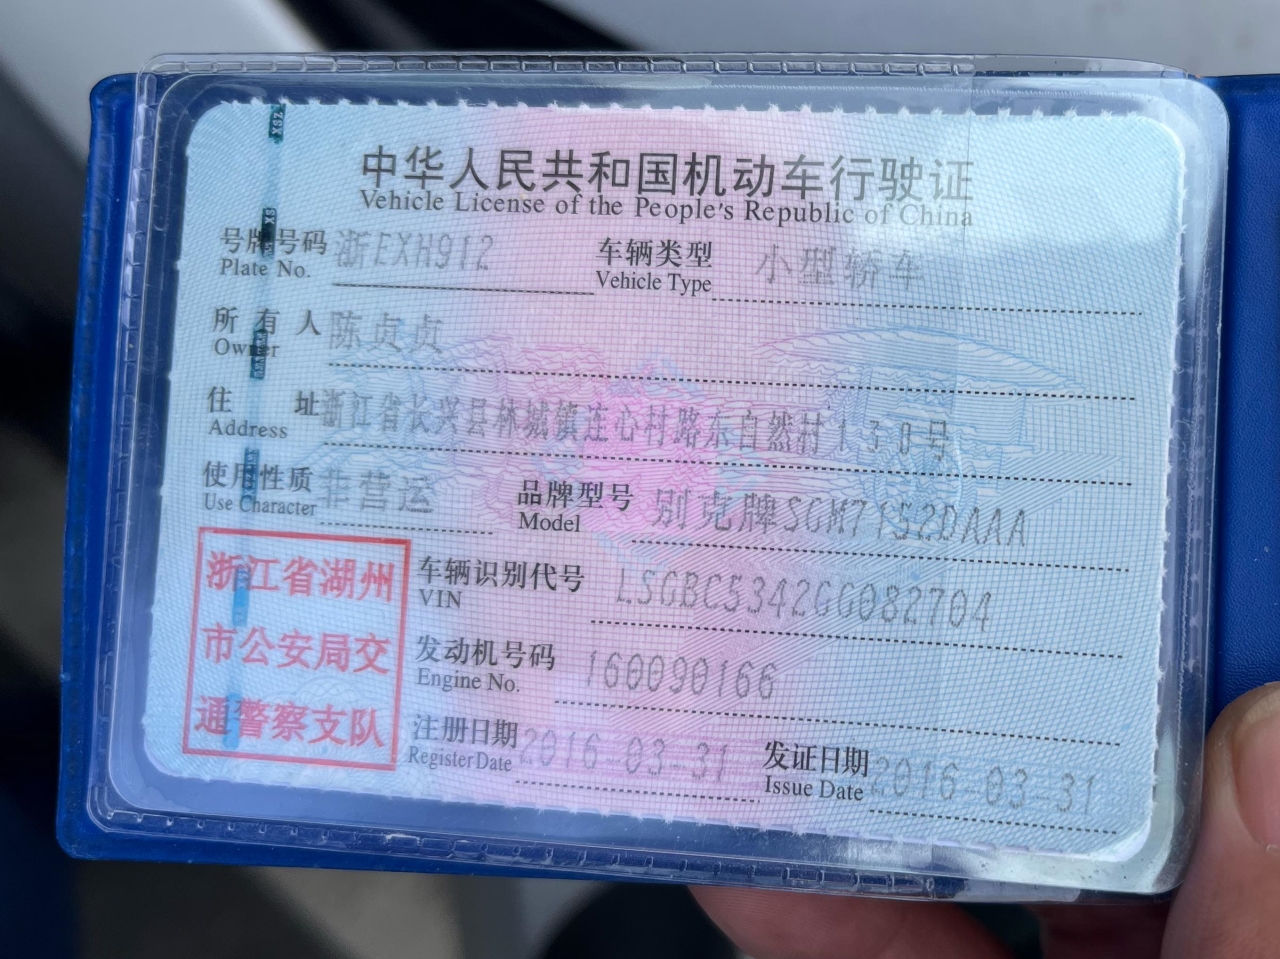 中华人民共和国机动车行驶证
Vehicle License of the People's Republic of China
号牌号码 浙EXH912 车辆类型 小型轿车
Plate No. Vehicle Type
所有人 陈贞贞
Owner
住址 浙江省长兴县林城镇连心村路东自然村130号
Address
使用性质 非营运 品牌型号 别克牌SGM7152DAAA
Use Character Model
浙江省湖州
市公安局交
通警察支队
车辆识别代号 LSGBC5342GG082704
VIN
发动机号码 160090166
Engine No.
注册日期 2016-03-31 发证日期 2016-03-31
Register Date Issue Date